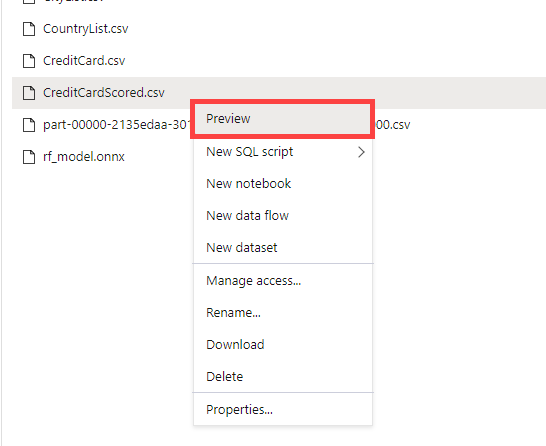 CountryList.csv
CreditCard.csv
CreditCardScored.csv
Preview
part-00000-2135edaa-301 00.csv
New SQL script
rf_model.onnx
New notebook
New data flow
New dataset
Manage access...
Rename...
Download
Delete
Properties...